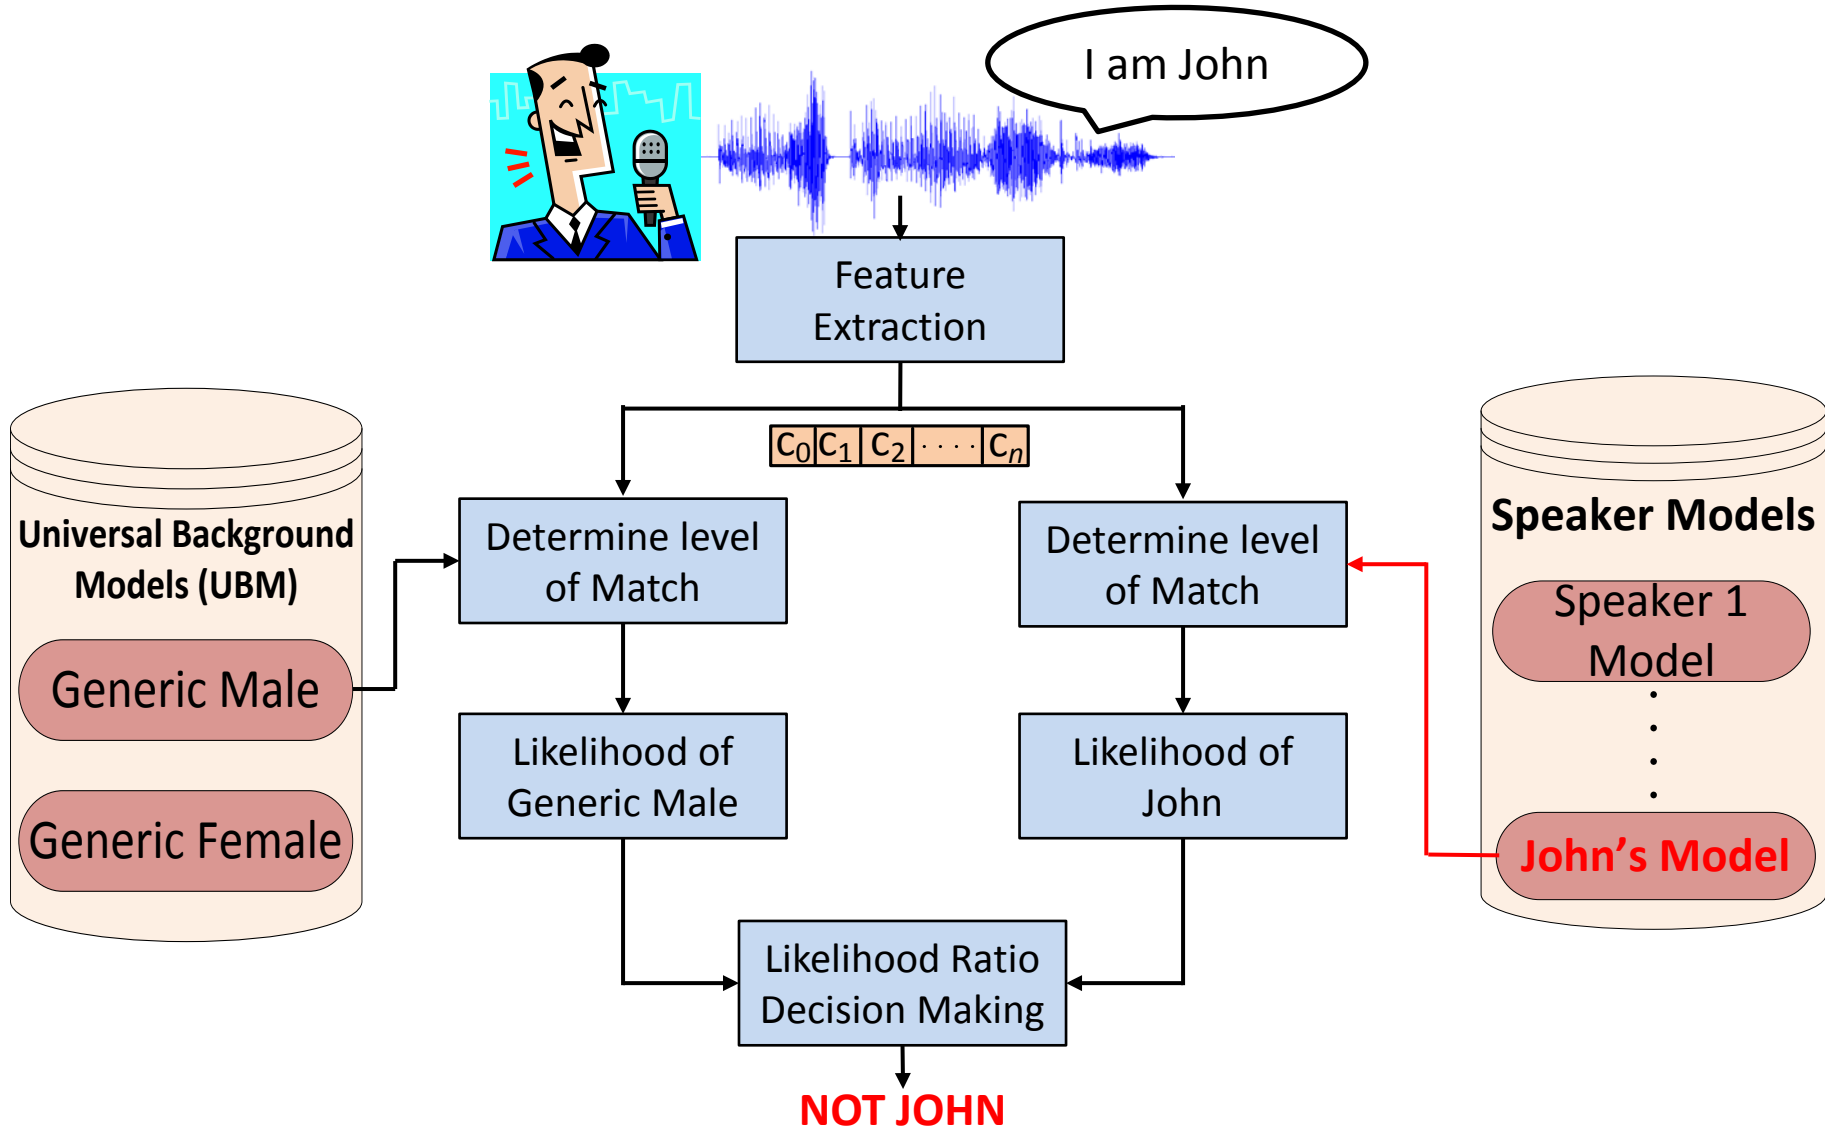 I am John
Feature
Extraction
c0 c1 c2 ···· cn
Universal Background
Models (UBM)
Generic Male
Generic Female
Determine level
of Match
Determine level
of Match
Speaker Models
Speaker 1
Model
John’s Model
Likelihood of
Generic Male
Likelihood of
John
Likelihood Ratio
Decision Making
NOT JOHN